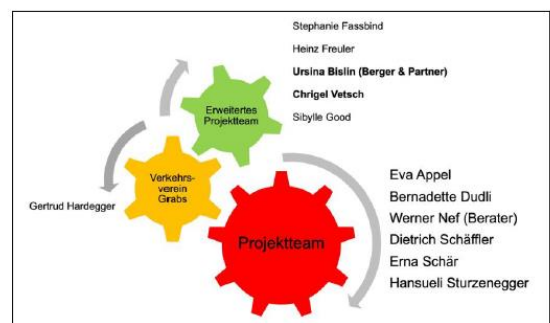 Stephanie Fassbind
Heinz Freuler
Ursina Bislin (Berger & Partner)
Chrigel Vetsch
Sibylle Good
Erweitertes
Projektteam
Verkehrs-
verein
Grabs
Gertrud Hardegger
Projektteam
Eva Appel
Bernadette Dudli
Werner Nef (Berater)
Dietrich Schäffler
Erna Schär
Hansueli Sturzenegger